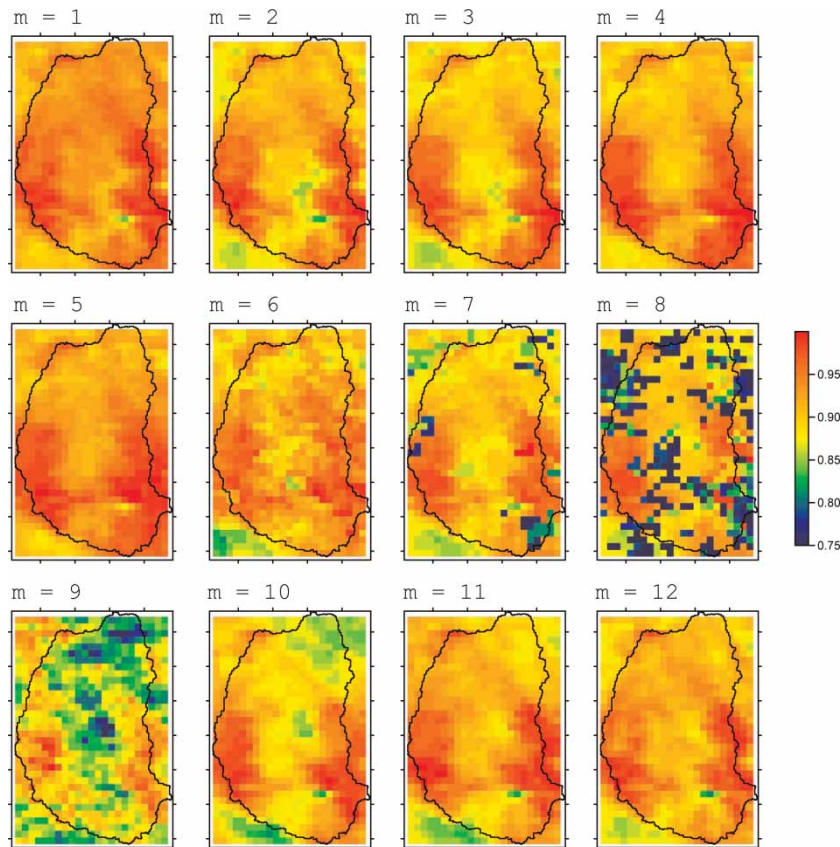 m = 1
m = 2
m = 3
m = 4
m = 5
m = 6
m = 7
m = 8
0.95
0.90
0.85
0.80
0.75
m = 9
m = 10
m = 11
m = 12